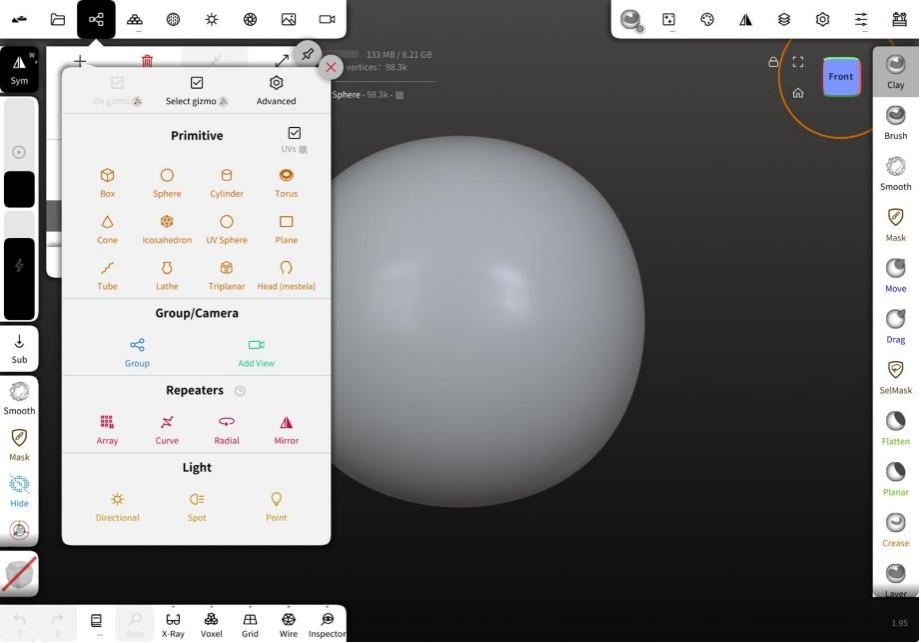 ...
W
Sym
133 MB / 8.21 GB
vertices: 98.3k
Sphere - 98.3k -
Front
On gizmo
Select gizmo
Advanced
Primitive
UVs
Box
Sphere
Cylinder
Torus
Cone
Icosahedron
UV Sphere
Plane
Tube
Lathe
Triplanar
Head (mestela)
Group/Camera
Group
Add View
Repeaters
?
Array
Curve
Radial
Mirror
Light
Directional
Spot
Point
Sub
Smooth
Mask
Hide
Clay
Brush
Smooth
Mask
Move
Drag
SelMask
Flatten
Planar
Crease
Layer
0
0
...
Solo
X-Ray
Voxel
Grid
Wire
Inspector
1.95